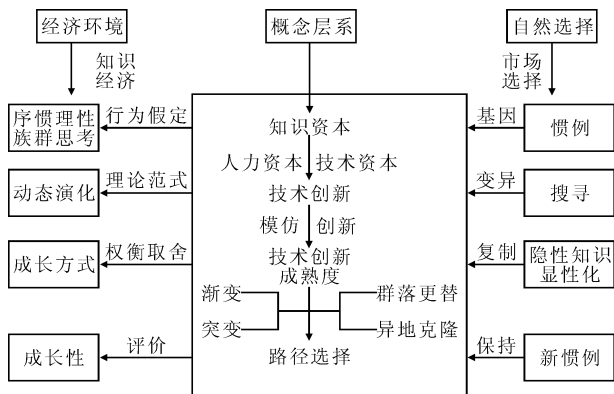 经济环境
概念层系
自然选择
知识
经济
市场
选择
序惯理性
族群思考
行为假定
知识资本
基因
惯例
人力资本 技术资本
动态演化
理论范式
技术创新
变异
搜寻
模仿 创新
成长方式
权衡取舍
技术创新
成熟度
复制
隐性知识
显性化
渐变
群落更替
突变
异地克隆
成长性
评价
路径选择
保持
新惯例